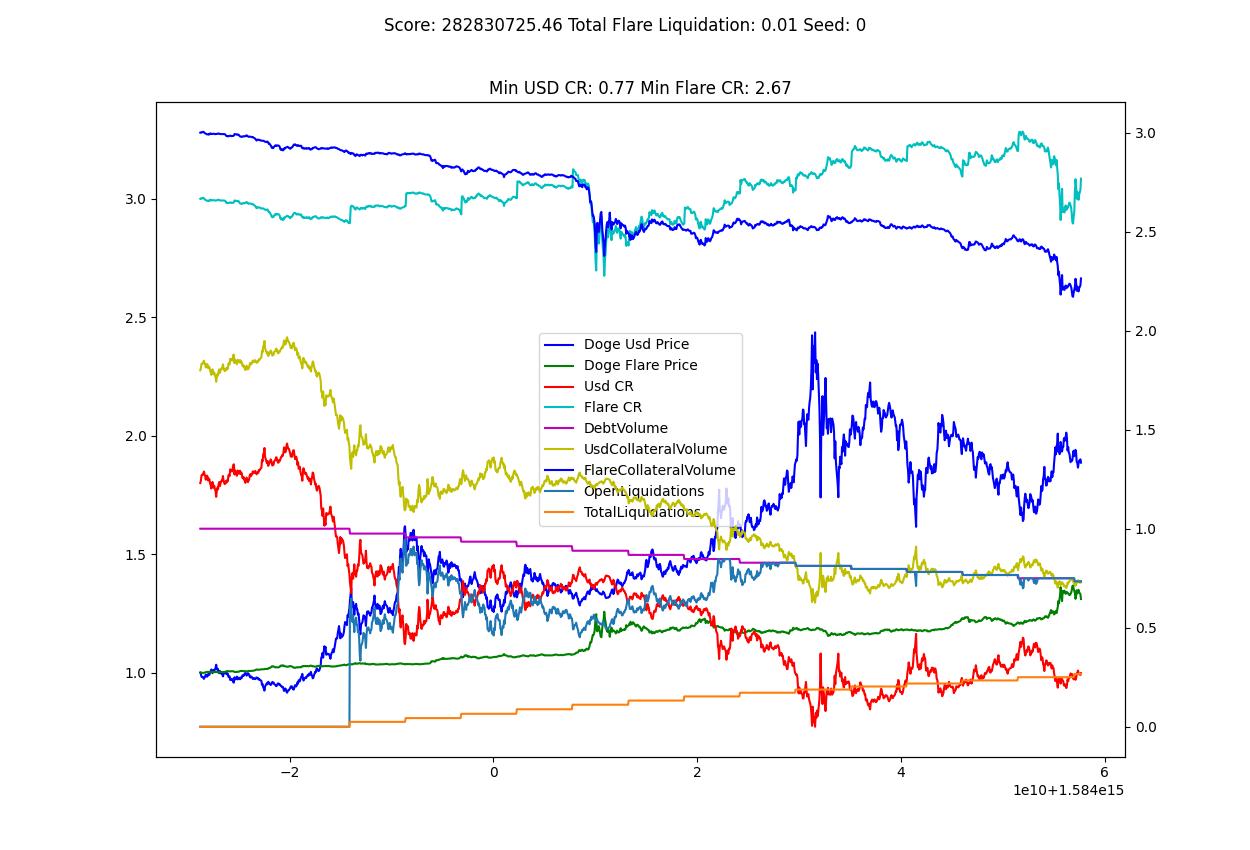 Score: 282830725.46 Total Flare Liquidation: 0.01 Seed: 0
Min USD CR: 0.77 Min Flare CR: 2.67
3.0
2.5
2.0
1.5
1.0
3.0
2.5
2.0
1.5
1.0
0.5
0.0
Doge Usd Price
Doge Flare Price
Usd CR
Flare CR
DebtVolume
UsdCollateralVolume
FlareCollateralVolume
OpenLiquidations
TotalLiquidations
−2 0 2 4 6
1e10+1.584e15